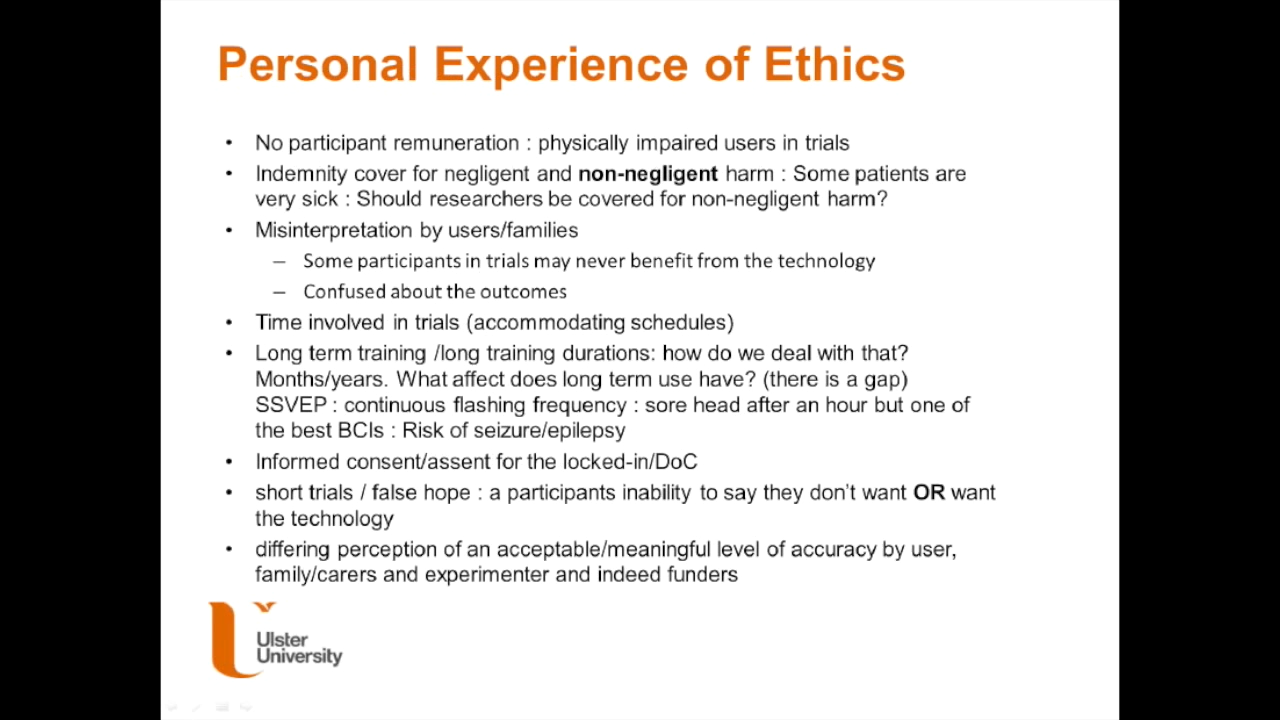 Personal Experience of Ethics
• No participant remuneration : physically impaired users in trials
• Indemnity cover for negligent and non-negligent harm : Some patients are
very sick : Should researchers be covered for non-negligent harm?
• Misinterpretation by users/families
– Some participants in trials may never benefit from the technology
– Confused about the outcomes
• Time involved in trials (accommodating schedules)
• Long term training /long training durations: how do we deal with that?
Months/years. What affect does long term use have? (there is a gap)
SSVEP : continuous flashing frequency : sore head after an hour but one of
the best BCIs : Risk of seizure/epilepsy
• Informed consent/assent for the locked-in/DoC
• short trials / false hope : a participants inability to say they don’t want OR want
the technology
• differing perception of an acceptable/meaningful level of accuracy by user,
family/carers and experimenter and indeed funders
Ulster
University